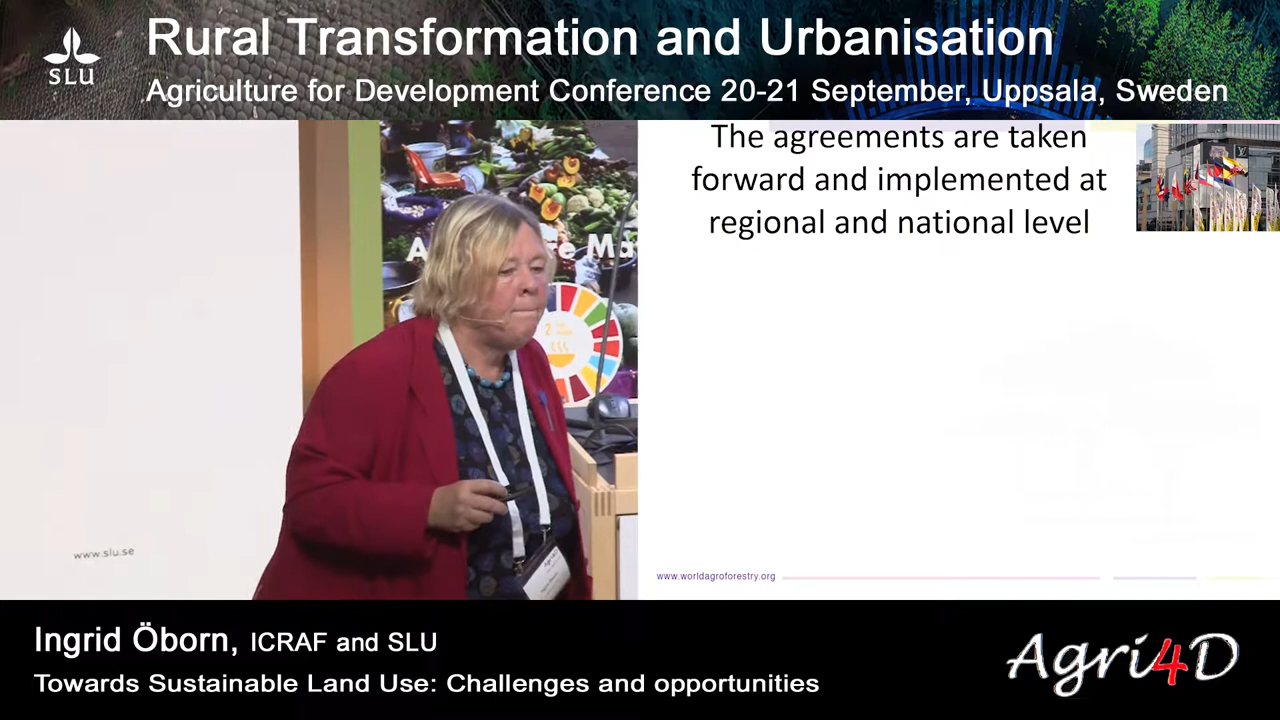 Rural Transformation and Urbanisation
SLU
Agriculture for Development Conference 20-21 September, Uppsala, Sweden
The agreements are taken
forward and implemented at
regional and national level
www.slu.se
www.worldagroforestry.org
Ingrid Öborn, ICRAF and SLU
Towards Sustainable Land Use: Challenges and opportunities
Agri4D